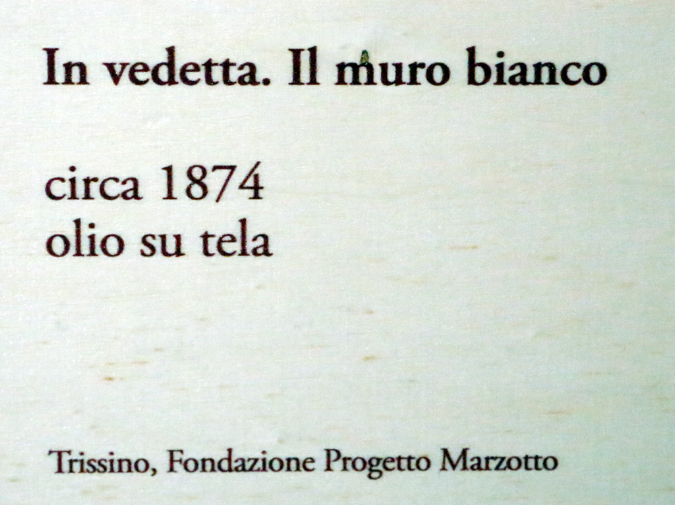 In vedetta. Il muro bianco
circa 1874
olio su tela
Trissino, Fondazione Progetto Marzotto